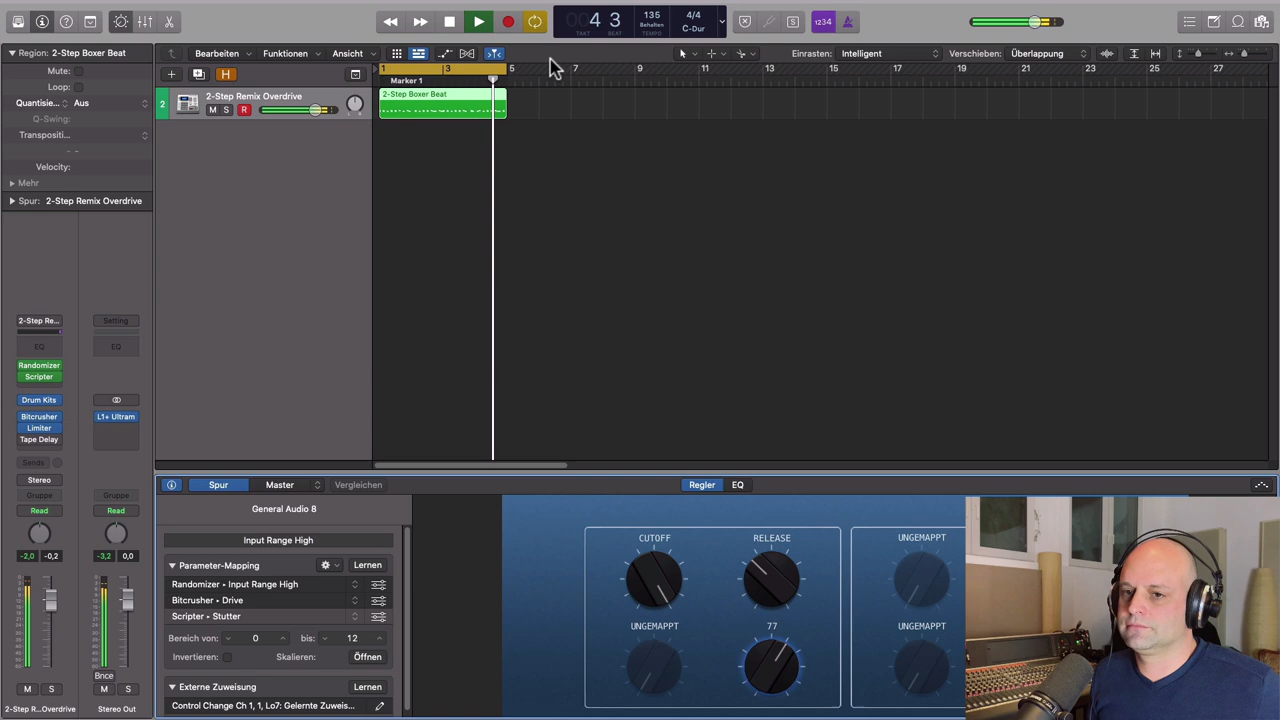 Region: 2-Step Boxer Beat
Mute:
Loop:
Quantisie... Aus
Q-Swing:
Transpositi...
- -
Velocity:
Mehr
Spur: 2-Step Remix Overdrive
004 3
TAKT BEAT
135
Behalten
TEMPO
4/4
C-Dur
1234
Bearbeiten Funktionen Ansicht
Einrasten: Intelligent
Verschieben: Überlappung
H
1 3 5 7 9 11 13 15 17 19 21 23 25 27
Marker 1
2 2-Step Remix Overdrive
M S R
L R
2-Step Boxer Beat
2-Step Re... Setting
EQ EQ
Randomizer
Scripter
Drum Kits
Bitcrusher L1+ Ultram
Limiter
Tape Delay
Sends
Stereo
Gruppe Gruppe
Read Read
-2,0 -0,2 -3,2 0,0
Bnce
M S M S
2-Step R...Overdrive Stereo Out
Spur Master Vergleichen
Regler EQ
General Audio 8
Input Range High
Parameter-Mapping Lernen
Randomizer ▸ Input Range High
Bitcrusher ▸ Drive
Scripter ▸ Stutter
Bereich von: 0 bis: 12
Invertieren: Skalieren: Öffnen
Externe Zuweisung Lernen
Control Change Ch 1, 1, Lo7: Gelernte Zuweis...
CUTOFF RELEASE UNGEMAPPT
UNGEMAPPT 77 UNGEMAPPT